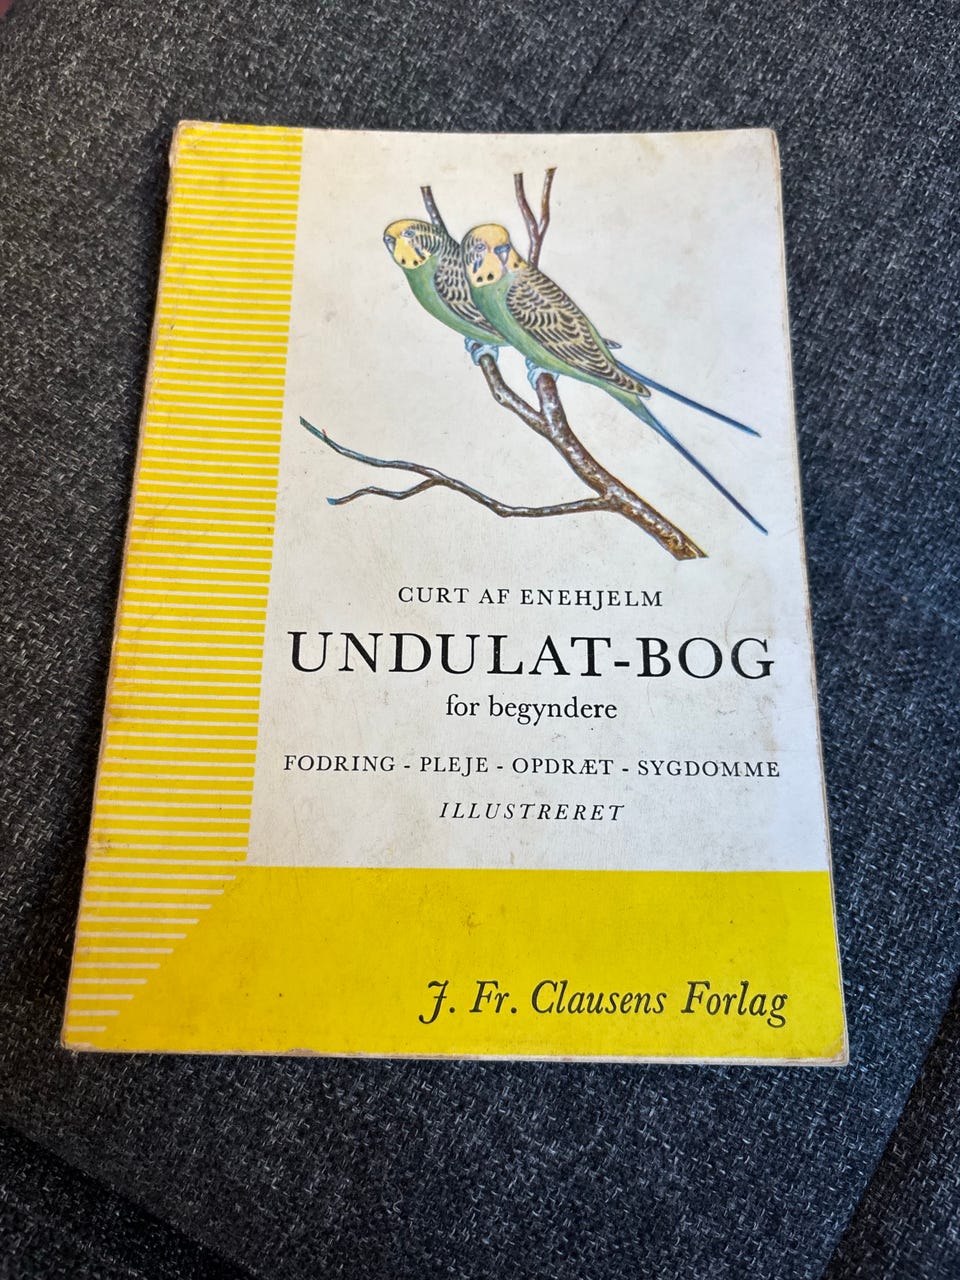 CURT AF ENEHJELM
UNDULAT-BOG
for begyndere
FODRING - PLEJE - OPDRÆT - SYGDOMME
ILLUSTRERET
J. Fr. Clausens Forlag